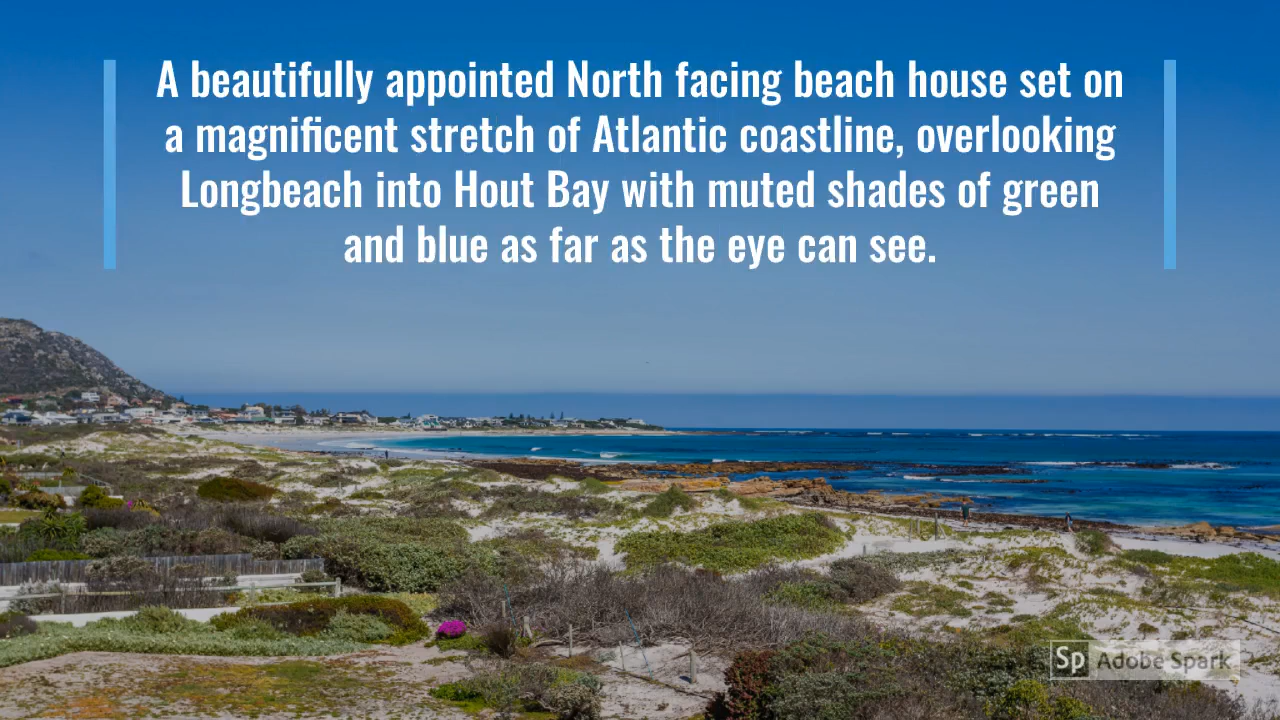 A beautifully appointed North facing beach house set on
a magnificent stretch of Atlantic coastline, overlooking
Longbeach into Hout Bay with muted shades of green
and blue as far as the eye can see.
Sp Adobe Spark